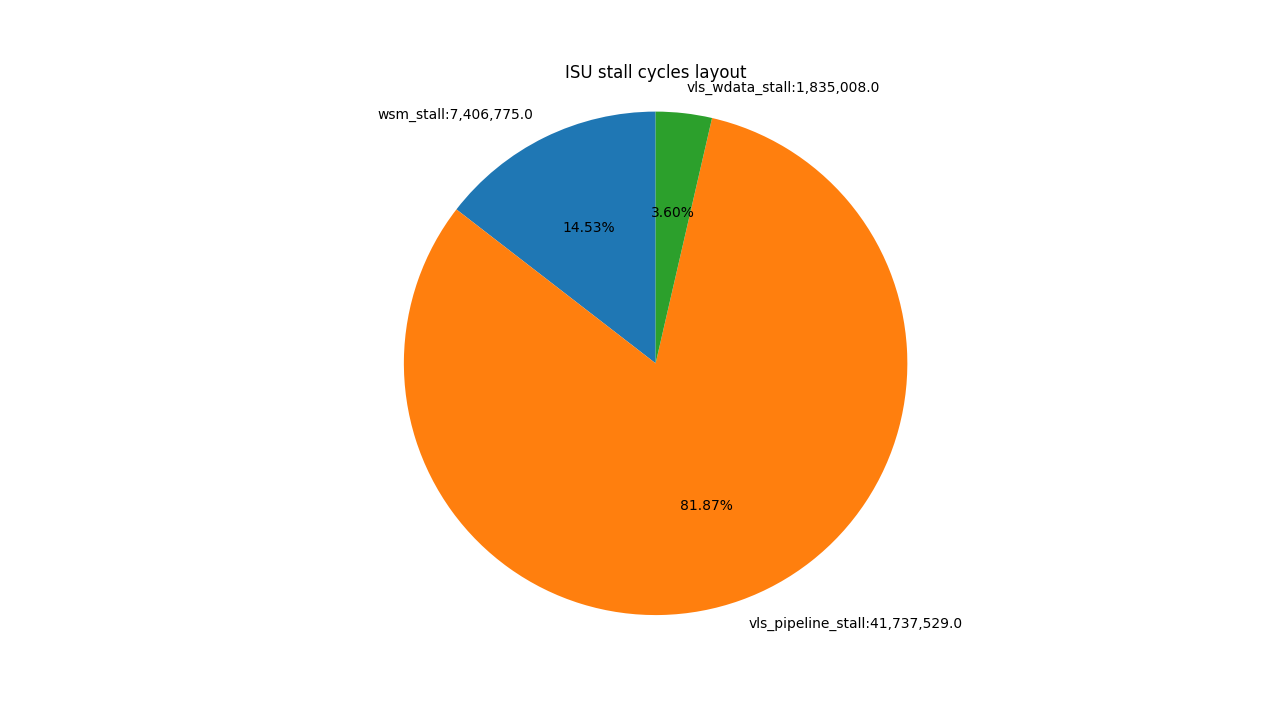 ISU stall cycles layout
vls_wdata_stall:1,835,008.0
wsm_stall:7,406,775.0
3.60%
14.53%
81.87%
vls_pipeline_stall:41,737,529.0